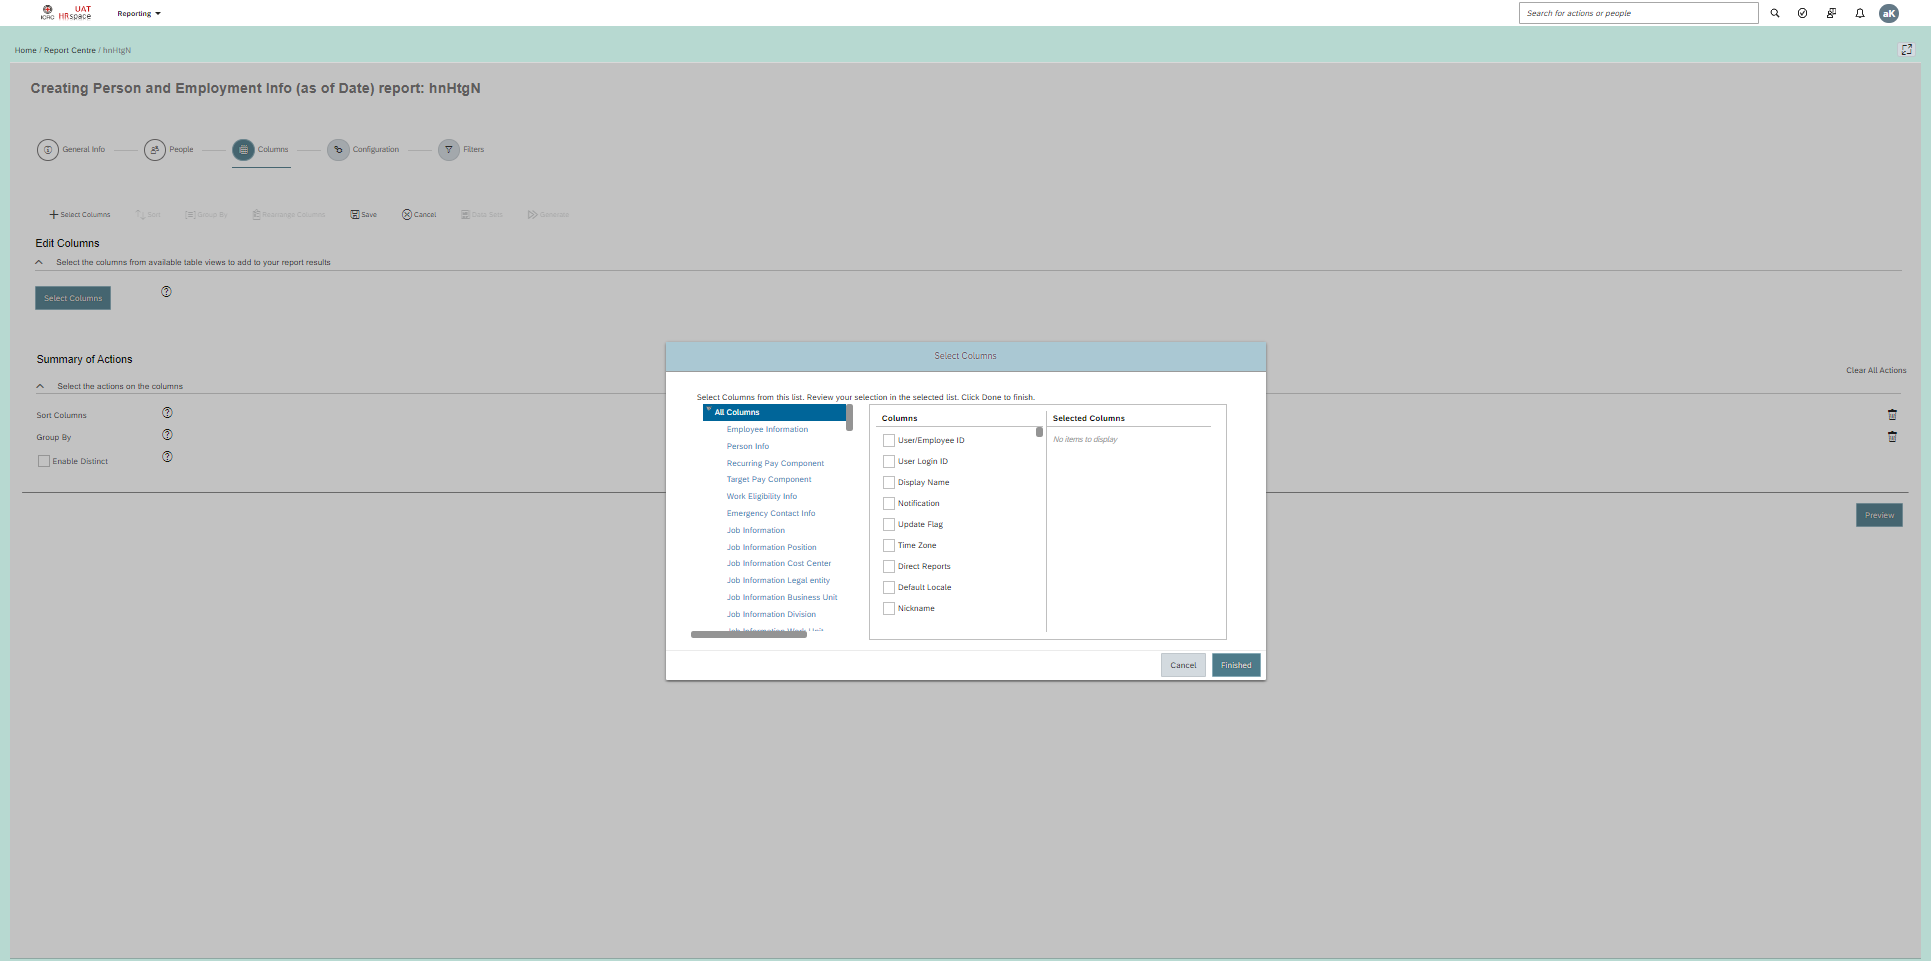 UAT
ICRC HRspace
Reporting
Search for actions or people
aK
Home / Report Centre / hnHtgN
Creating Person and Employment Info (as of Date) report: hnHtgN
General Info
People
Columns
Configuration
Filters
Select Columns
Sort
Group By
Rearrange Columns
Save
Cancel
Data Sets
Generate
Edit Columns
Select the columns from available table views to add to your report results
Select Columns
Summary of Actions
Clear All Actions
Select the actions on the columns
Sort Columns
Group By
Enable Distinct
Preview
Select Columns
Select Columns from this list. Review your selection in the selected list. Click Done to finish.
All Columns
Employee Information
Person Info
Recurring Pay Component
Target Pay Component
Work Eligibility Info
Emergency Contact Info
Job Information
Job Information Position
Job Information Cost Center
Job Information Legal entity
Job Information Business Unit
Job Information Division
Job Information Work Unit
Columns
User/Employee ID
User Login ID
Display Name
Notification
Update Flag
Time Zone
Direct Reports
Default Locale
Nickname
Selected Columns
No items to display
Cancel
Finished